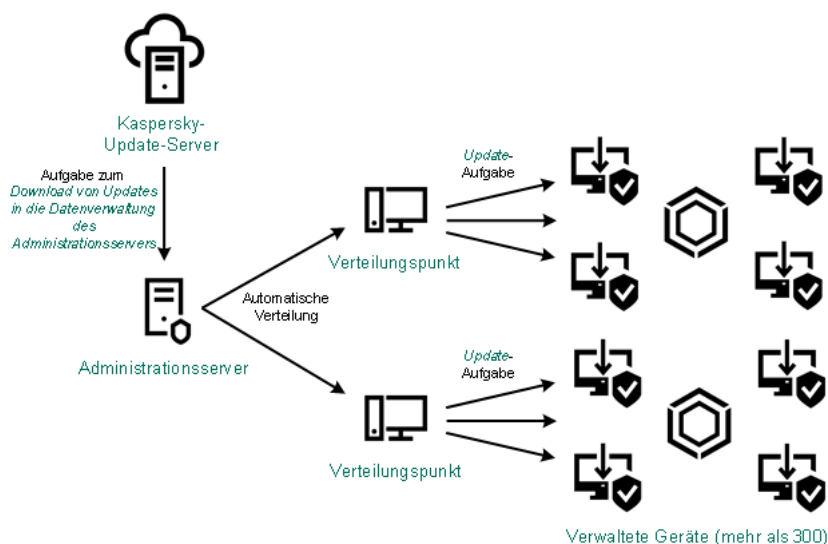 Kaspersky-
Update-Server
Aufgabe zum
Download von Updates
in die Datenverwaltung
des
Administrationsservers
Administrationsserver
Automatische
Verteilung
Verteilungspunkt
Update-
Aufgabe
Verteilungspunkt
Update-
Aufgabe
Verwaltete Geräte (mehr als 300)